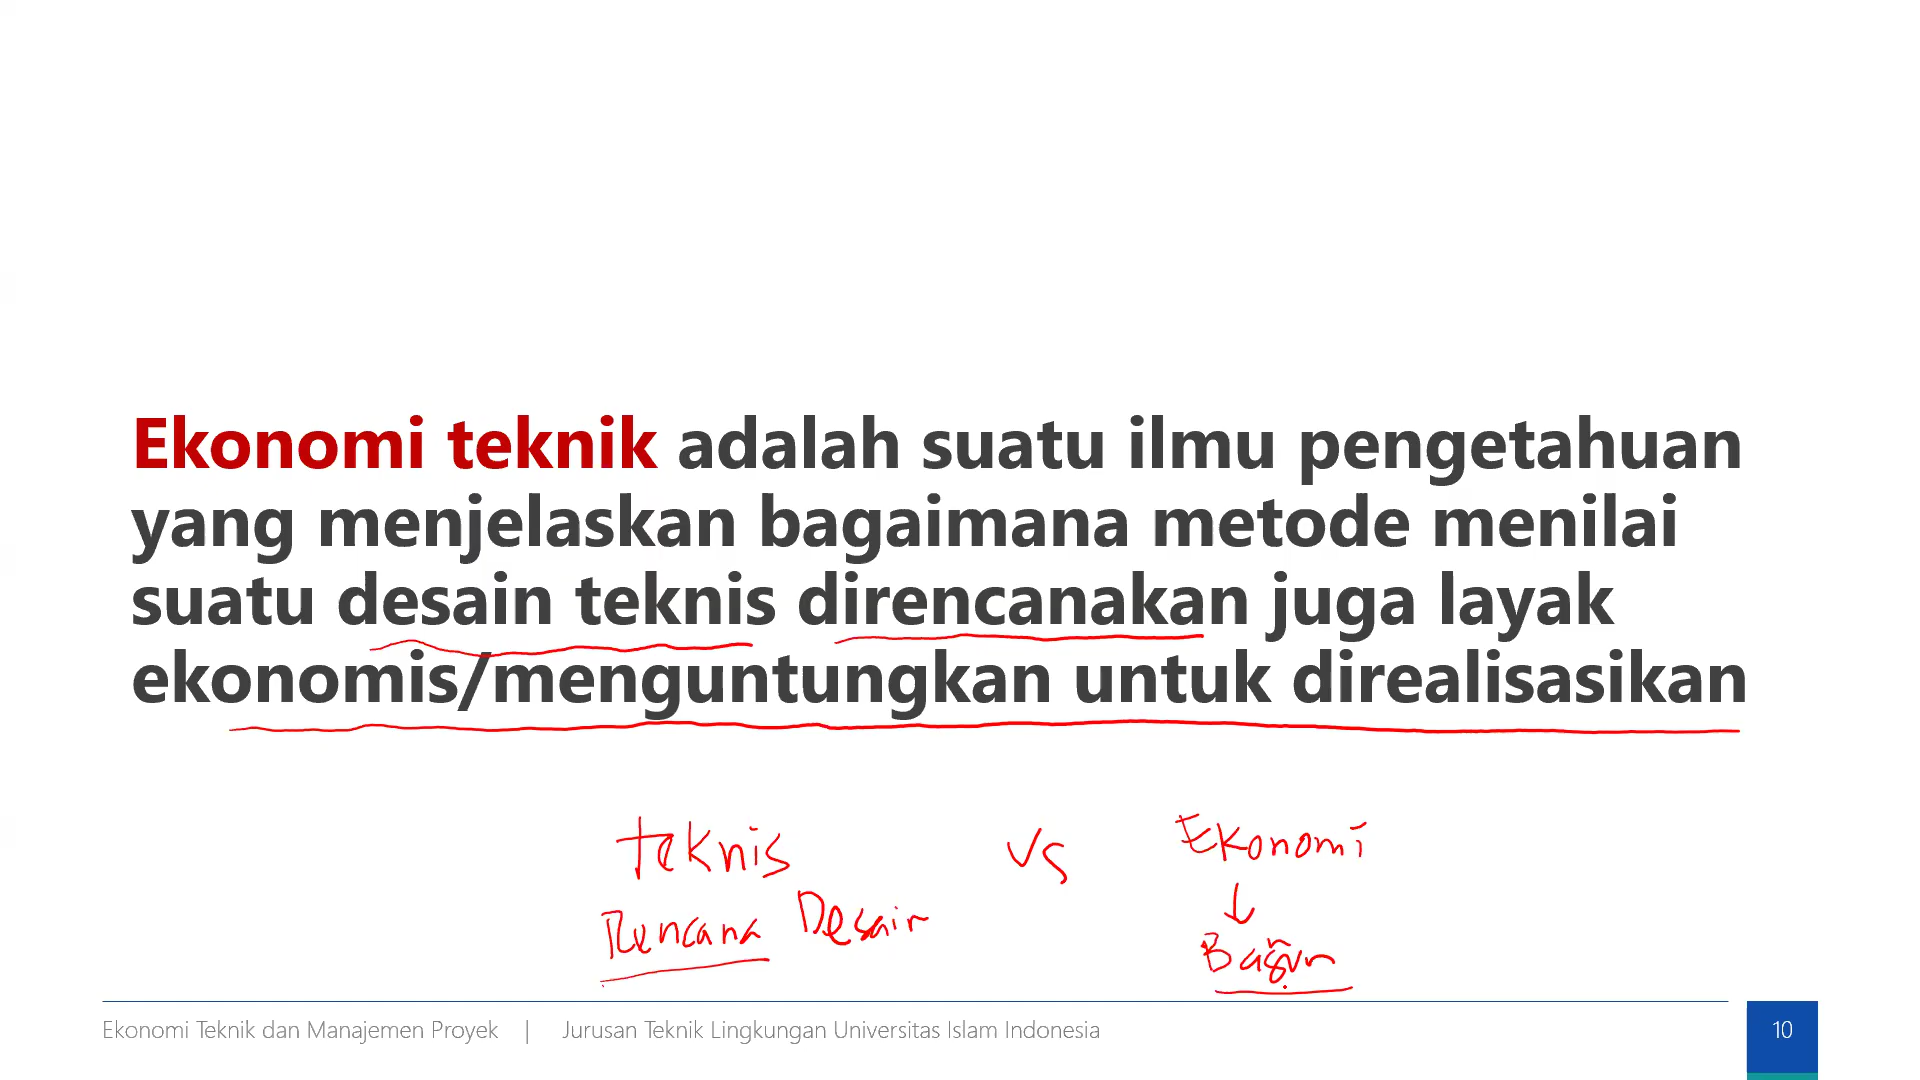 Ekonomi teknik adalah suatu ilmu pengetahuan
yang menjelaskan bagaimana metode menilai
suatu desain teknis direncanakan juga layak
ekonomis/menguntungkan untuk direalisasikan
teknis vs Ekonomi
Rencana Desain
Ekonomi Teknik dan Manajemen Proyek | Jurusan Teknik Lingkungan Universitas Islam Indonesia
10